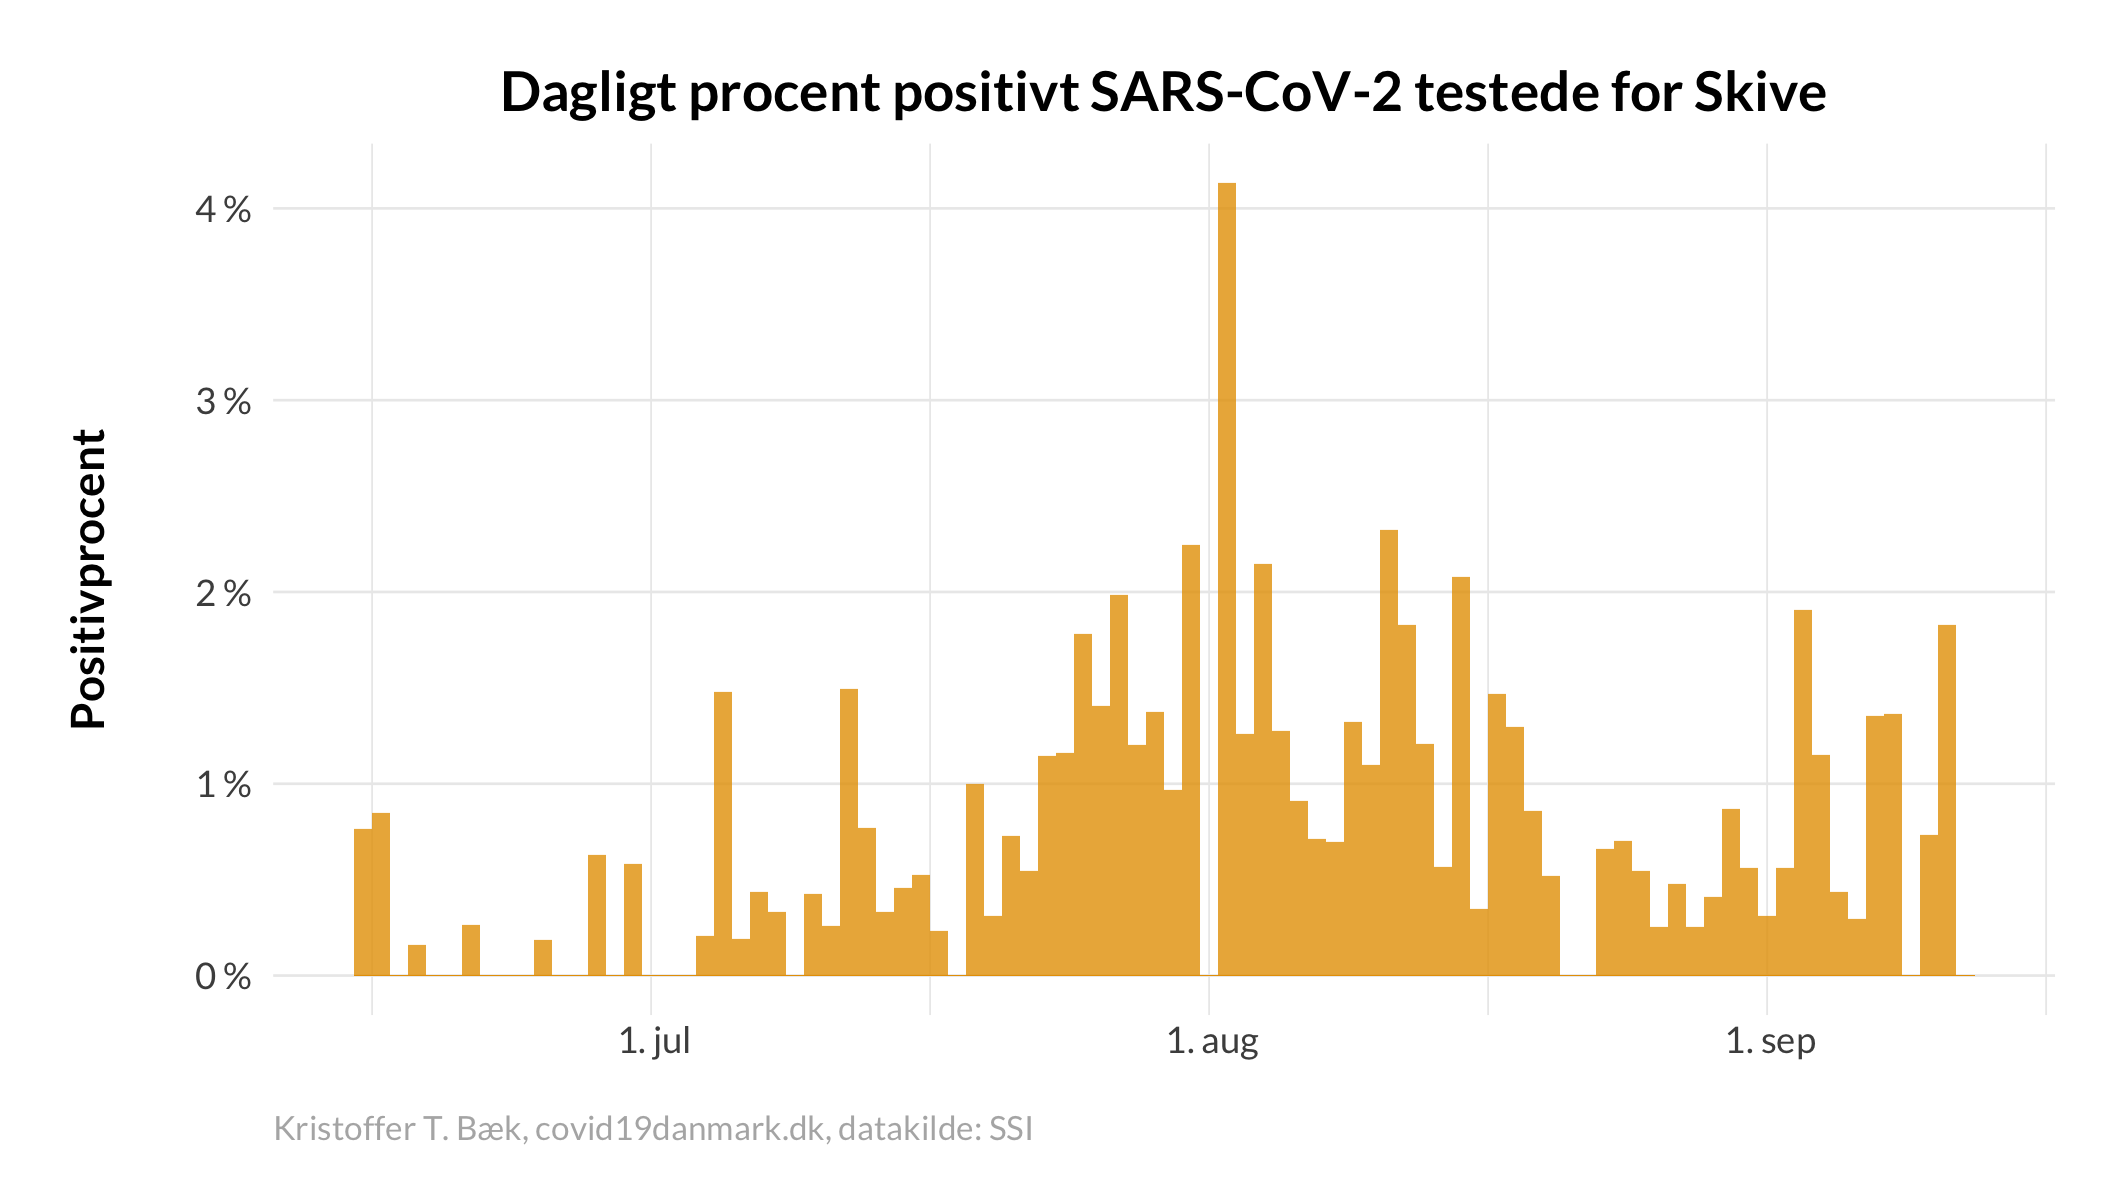 Dagligt procent positivt SARS-CoV-2 testede for Skive
Positivprocent
4 %
3 %
2 %
1 %
0 %
1. jul
1. aug
1. sep
Kristoffer T. Bæk, covid19danmark.dk, datakilde: SSI